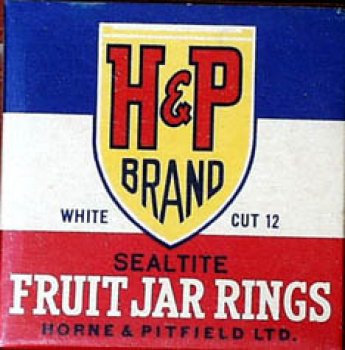 H&P
BRAND
WHITE CUT 12
SEALTITE
FRUIT JAR RINGS
HORNE & PITFIELD LTD.